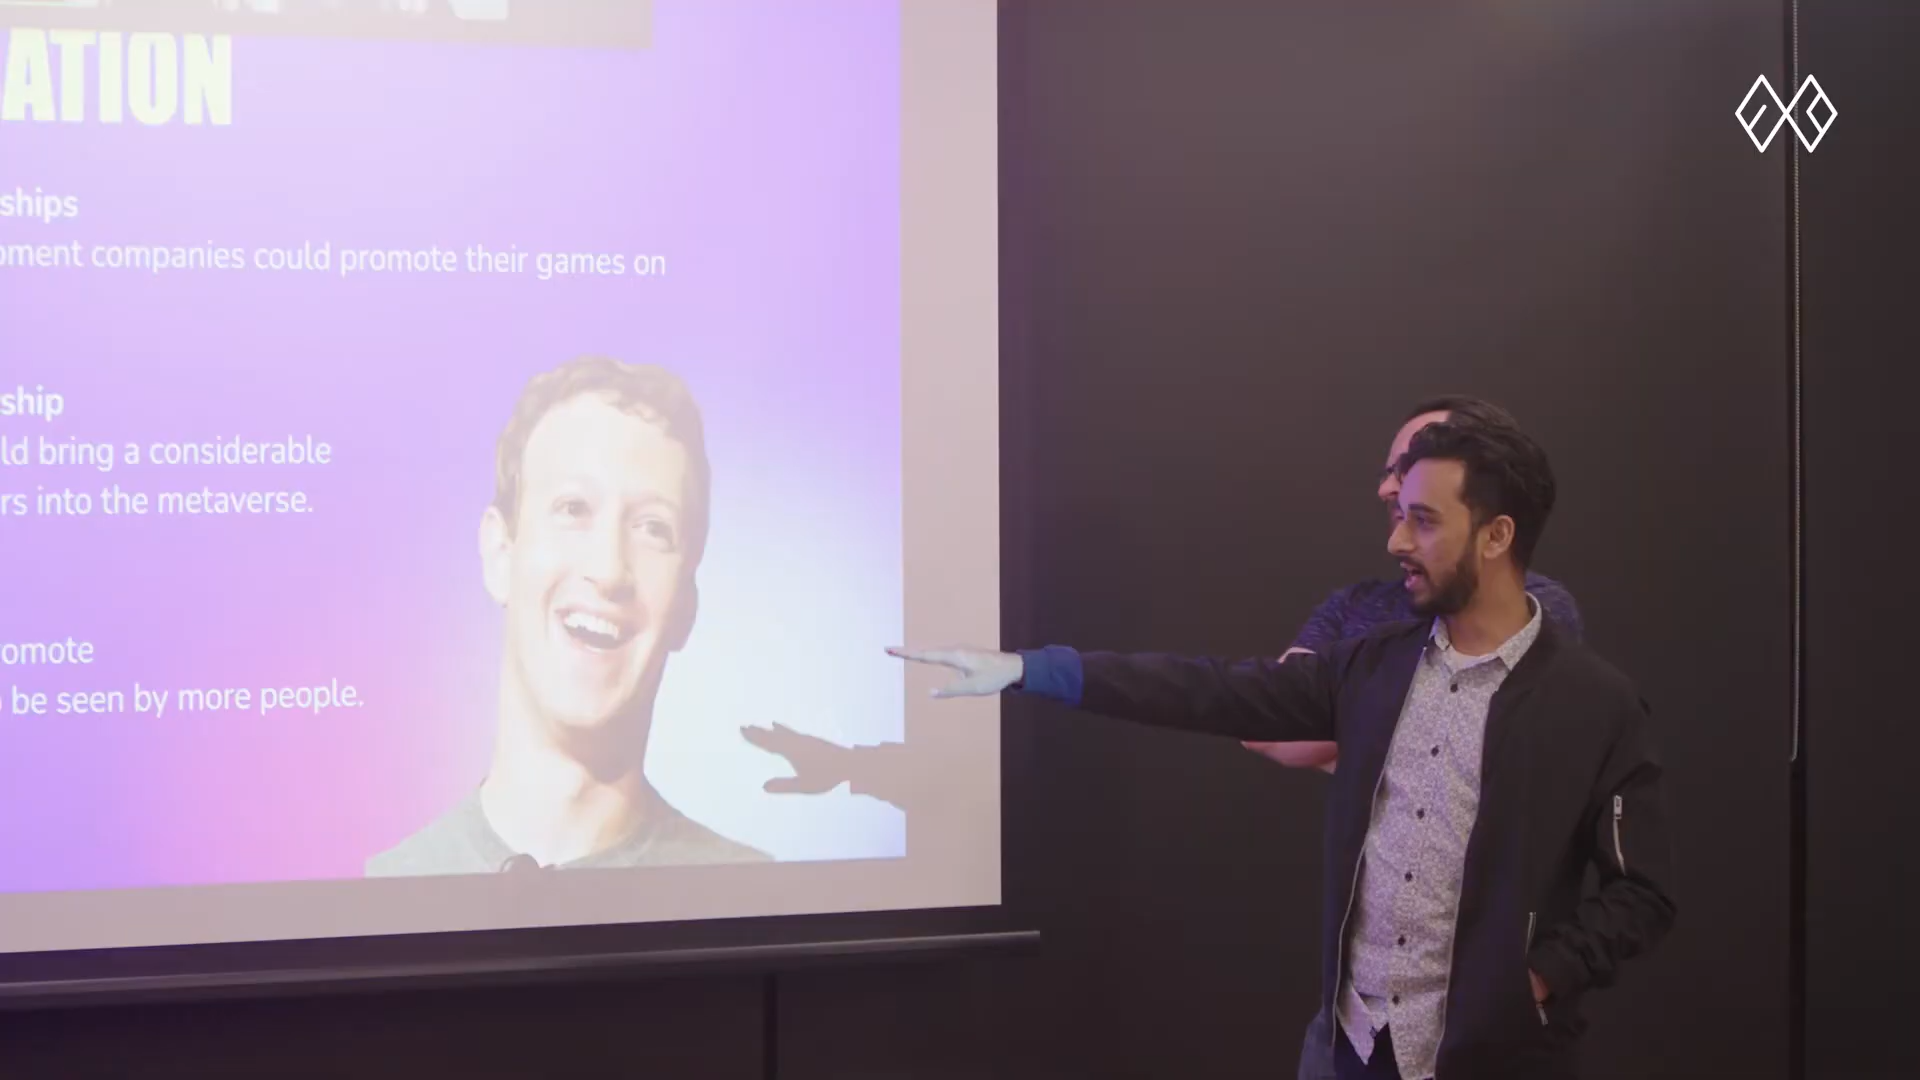 ATION
ships
pment companies could promote their games on
ship
ld bring a considerable
rs into the metaverse.
omote
be seen by more people.